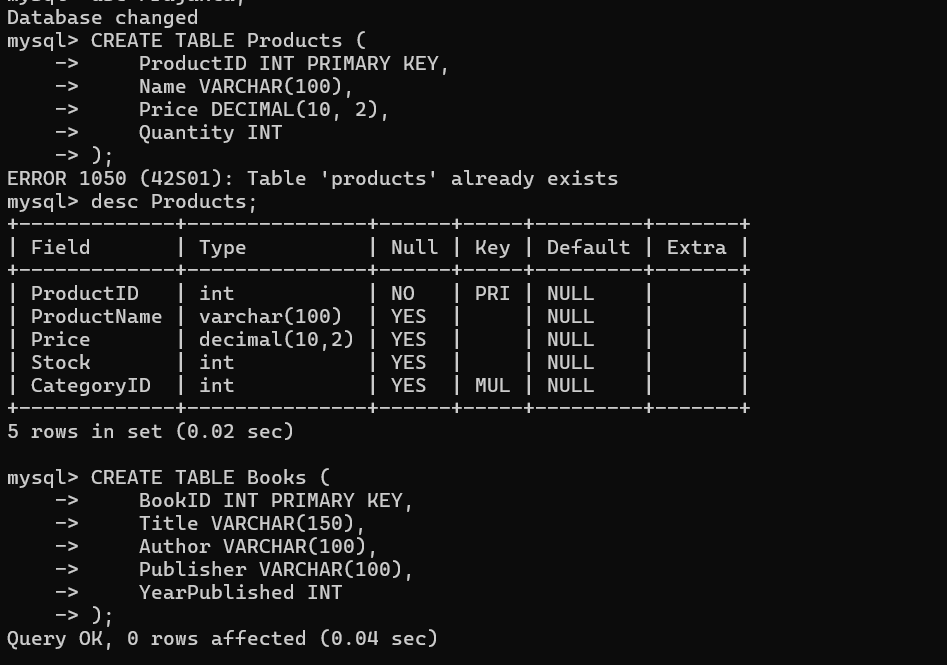 Database changed
mysql> CREATE TABLE Products (
    ->     ProductID INT PRIMARY KEY,
    ->     Name VARCHAR(100),
    ->     Price DECIMAL(10, 2),
    ->     Quantity INT
    -> );
ERROR 1050 (42S01): Table 'products' already exists
mysql> desc Products;
+-------------+---------------+------+-----+---------+-------+
| Field       | Type          | Null | Key | Default | Extra |
+-------------+---------------+------+-----+---------+-------+
| ProductID   | int           | NO   | PRI | NULL    |       |
| ProductName | varchar(100)  | YES  |     | NULL    |       |
| Price       | decimal(10,2) | YES  |     | NULL    |       |
| Stock       | int           | YES  |     | NULL    |       |
| CategoryID  | int           | YES  | MUL | NULL    |       |
+-------------+---------------+------+-----+---------+-------+
5 rows in set (0.02 sec)

mysql> CREATE TABLE Books (
    ->     BookID INT PRIMARY KEY,
    ->     Title VARCHAR(150),
    ->     Author VARCHAR(100),
    ->     Publisher VARCHAR(100),
    ->     YearPublished INT
    -> );
Query OK, 0 rows affected (0.04 sec)